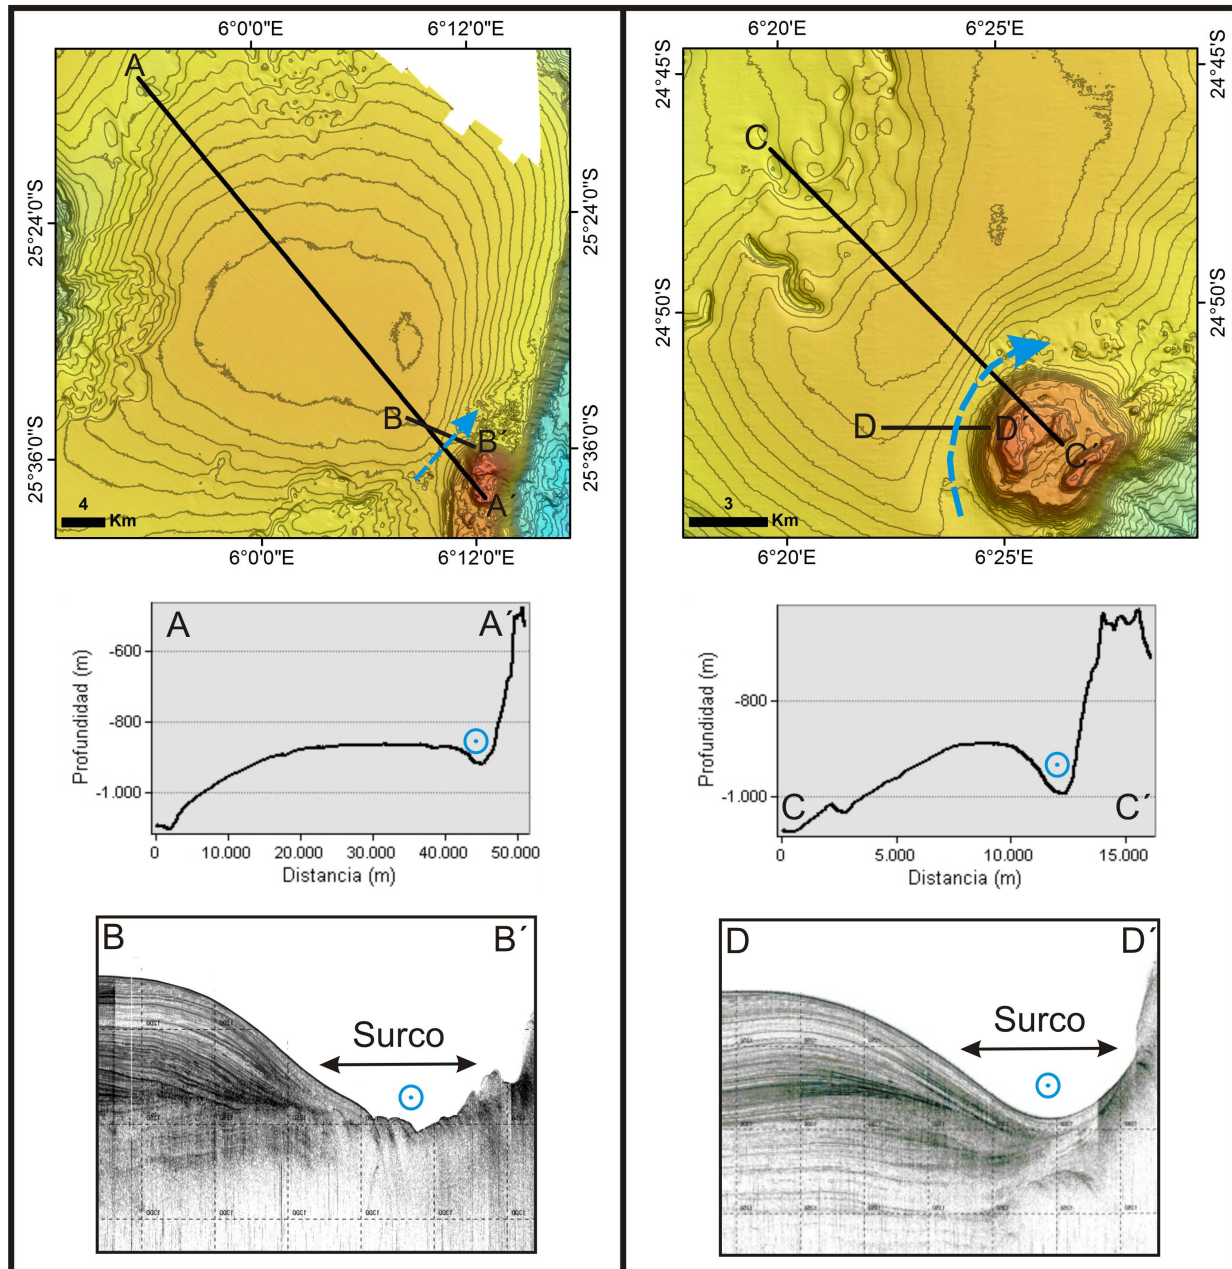 6°0'0"E
6°12'0"E
A
25°24'0"S
25°24'0"S
B
B´
25°36'0"S
25°36'0"S
A´
4
Km
6°0'0"E
6°12'0"E
A
A´
Profundidad (m)
-600
-800
-1.000
0
10.000
20.000
30.000
40.000
50.000
Distancia (m)
B
B´
Surco
6°20'E
6°25'E
24°45'S
24°45'S
C
24°50'S
24°50'S
D
D´
C´
3
Km
6°20'E
6°25'E
Profundidad (m)
-800
-1.000
C
C´
0
5.000
10.000
15.000
Distancia (m)
D
D´
Surco